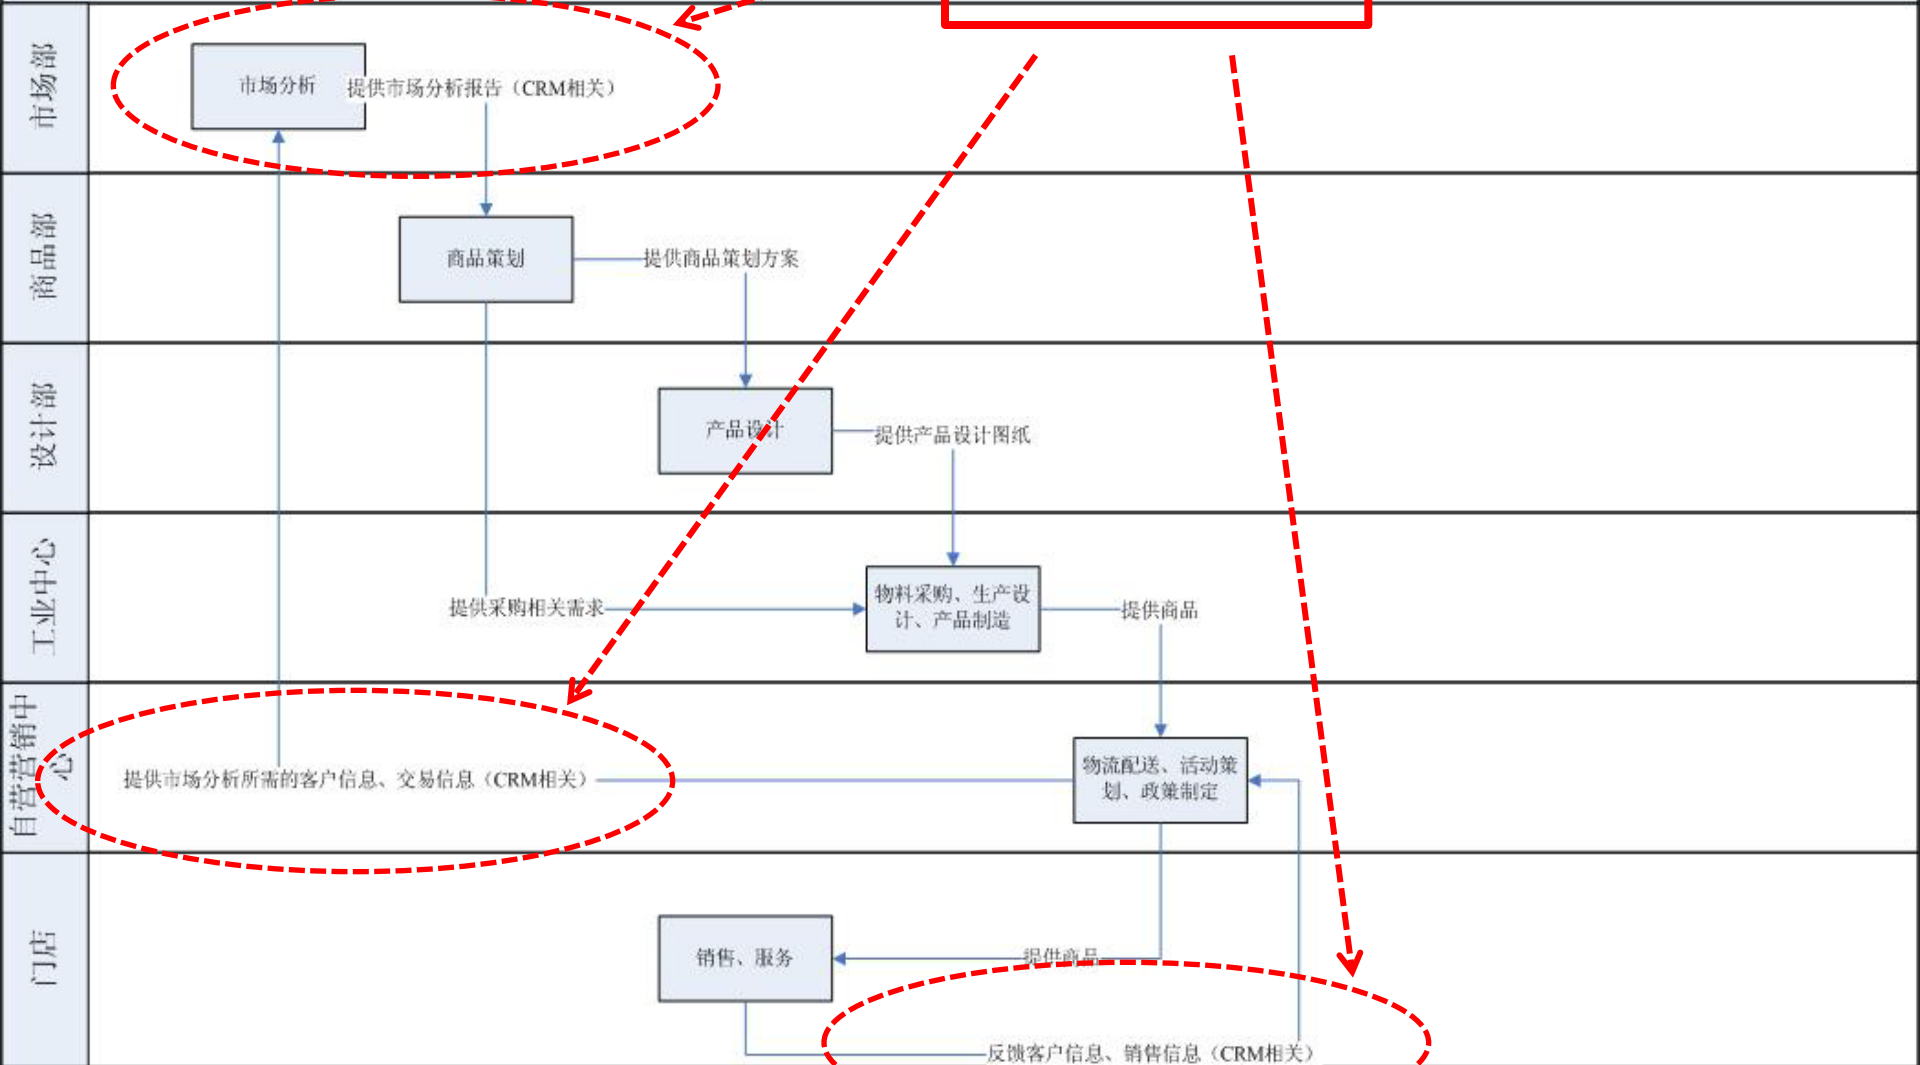 市场部
市场分析
提供市场分析报告（CRM相关）
商品部
商品策划
提供商品策划方案
设计部
产品设计
提供产品设计图纸
工业中心
提供采购相关需求
物料采购、生产设
计、产品制造
提供商品
自营营销中
心
提供市场分析所需的客户信息、交易信息（CRM相关）
物流配送、活动策
划、政策制定
门店
销售、服务
提供商品
反馈客户信息、销售信息（CRM相关）